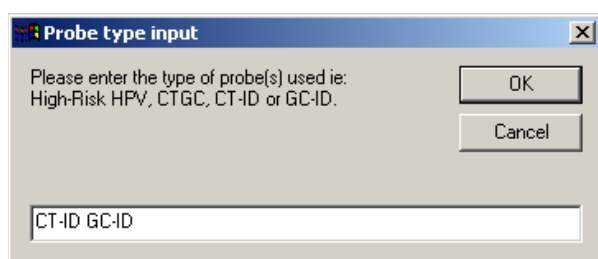 Probe type input
Please enter the type of probe(s) used ie:
High-Risk HPV, CTGC, CT-ID or GC-ID.
OK
Cancel
CT-ID GC-ID